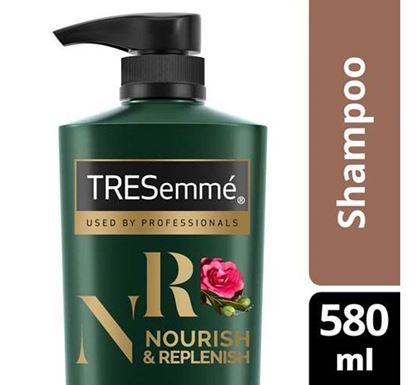 TRESemmé®
USED BY PROFESSIONALS
NR
NOURISH
& REPLENISH
Shampoo
580
ml